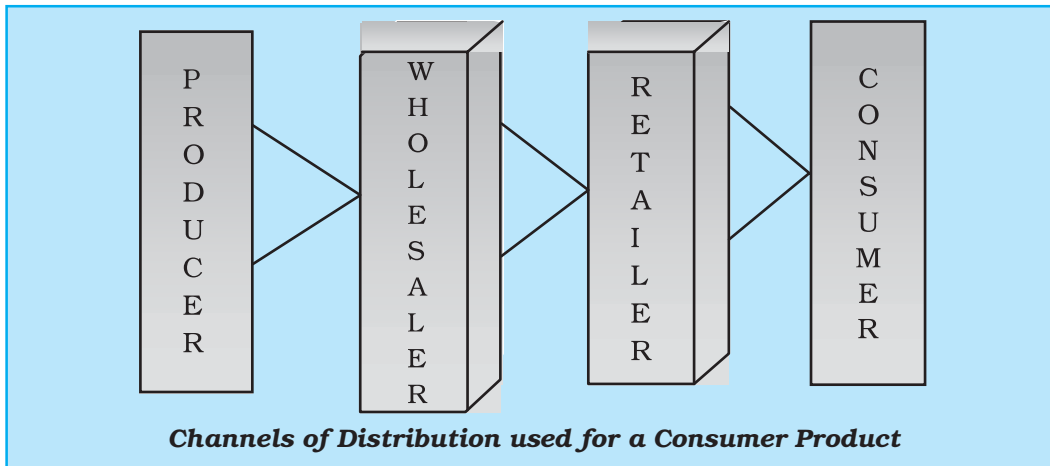 PRODUCER
WHOLESALER
RETAILER
CONSUMER
Channels of Distribution used for a Consumer Product